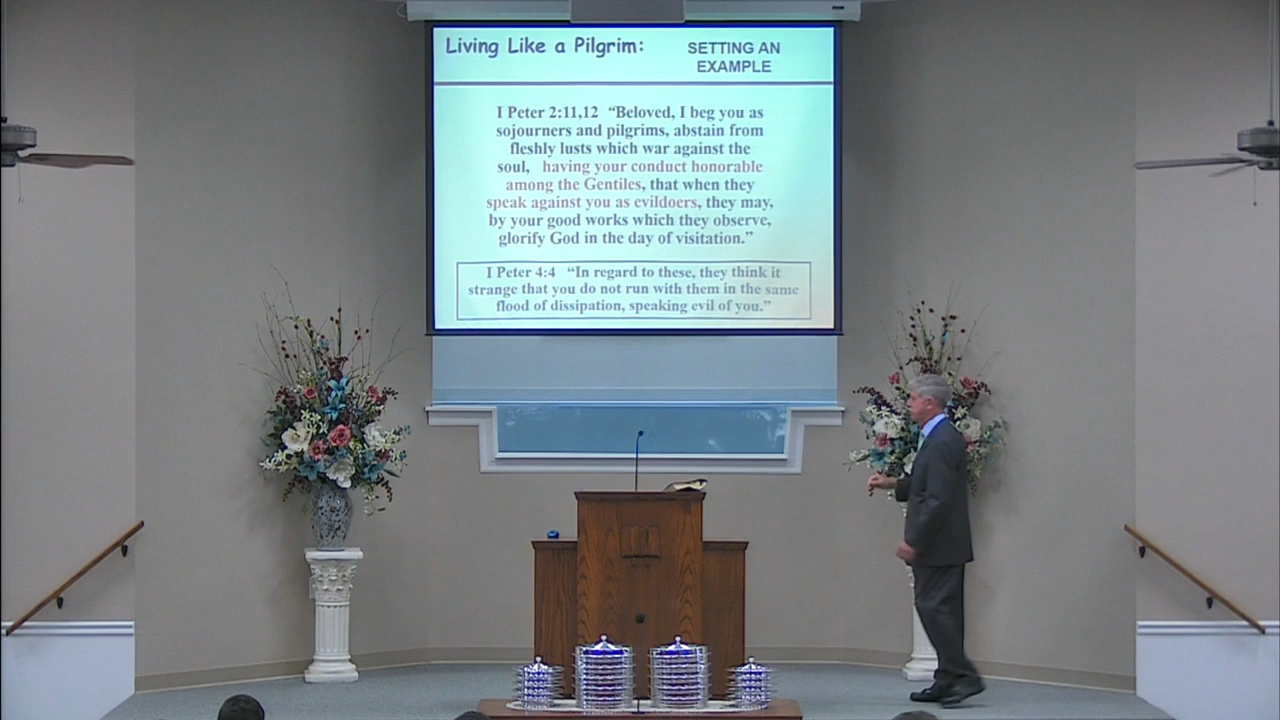 Living Like a Pilgrim:
SETTING AN
EXAMPLE
I Peter 2:11,12 “Beloved, I beg you as
sojourners and pilgrims, abstain from
fleshly lusts which war against the
soul, having your conduct honorable
among the Gentiles, that when they
speak against you as evildoers, they may,
by your good works which they observe,
glorify God in the day of visitation.”
I Peter 4:4 “In regard to these, they think it
strange that you do not run with them in the same
flood of dissipation, speaking evil of you.”